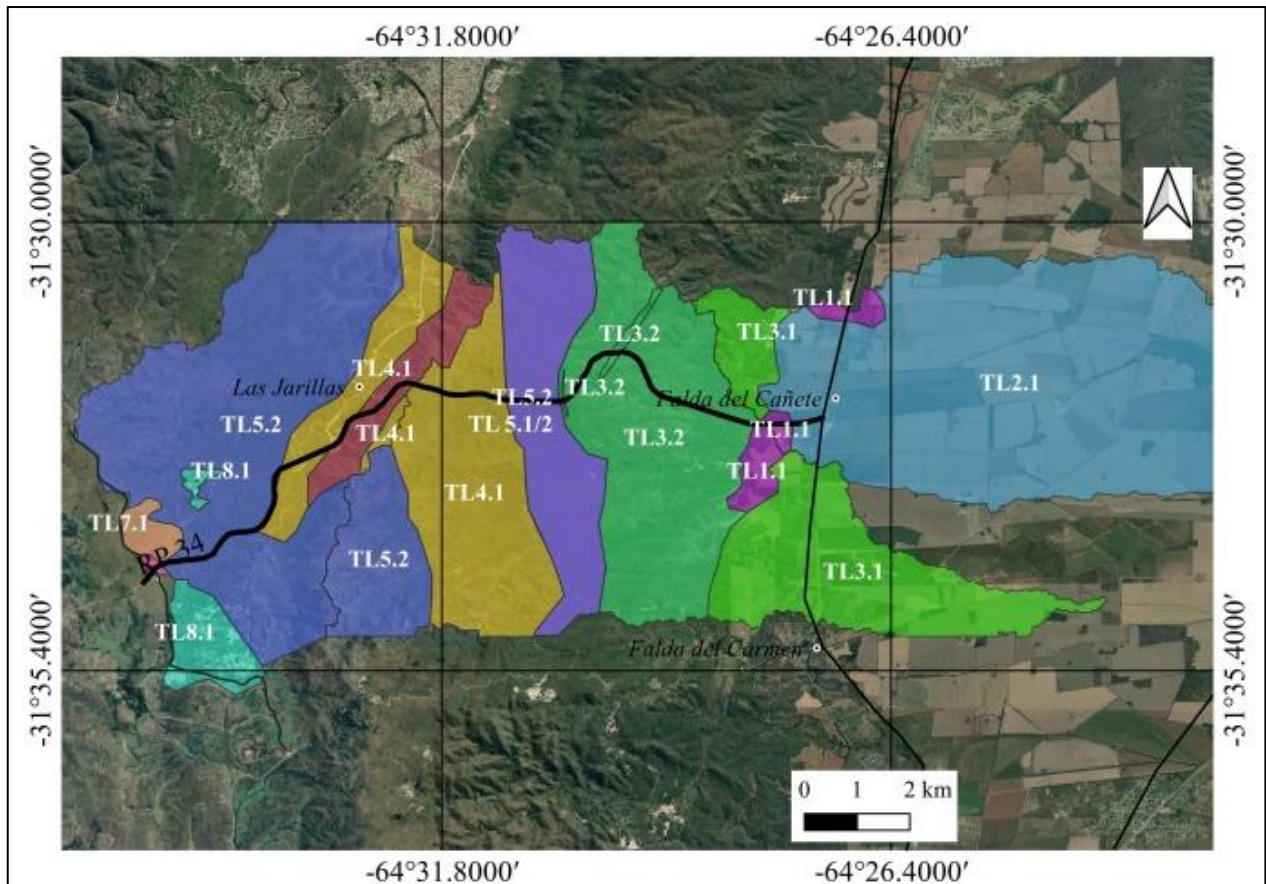 -64°31.8000′ -64°26.4000′
-31°30.0000′
-31°30.0000′
TL1.1
TL3.1
TL3.2
TL2.1
TL4.1
Las Jarillas
TL5.2
TL3.2
Falda del Cañete
TL5.2
TL 5.1/2
TL4.1
TL3.2
TL1.1
TL8.1
TL1.1
TL4.1
TL7.1
RP 34
TL5.2
TL3.1
TL8.1
Falda del Carmen
-31°35.4000′
-31°35.4000′
0 1 2 km
-64°31.8000′ -64°26.4000′